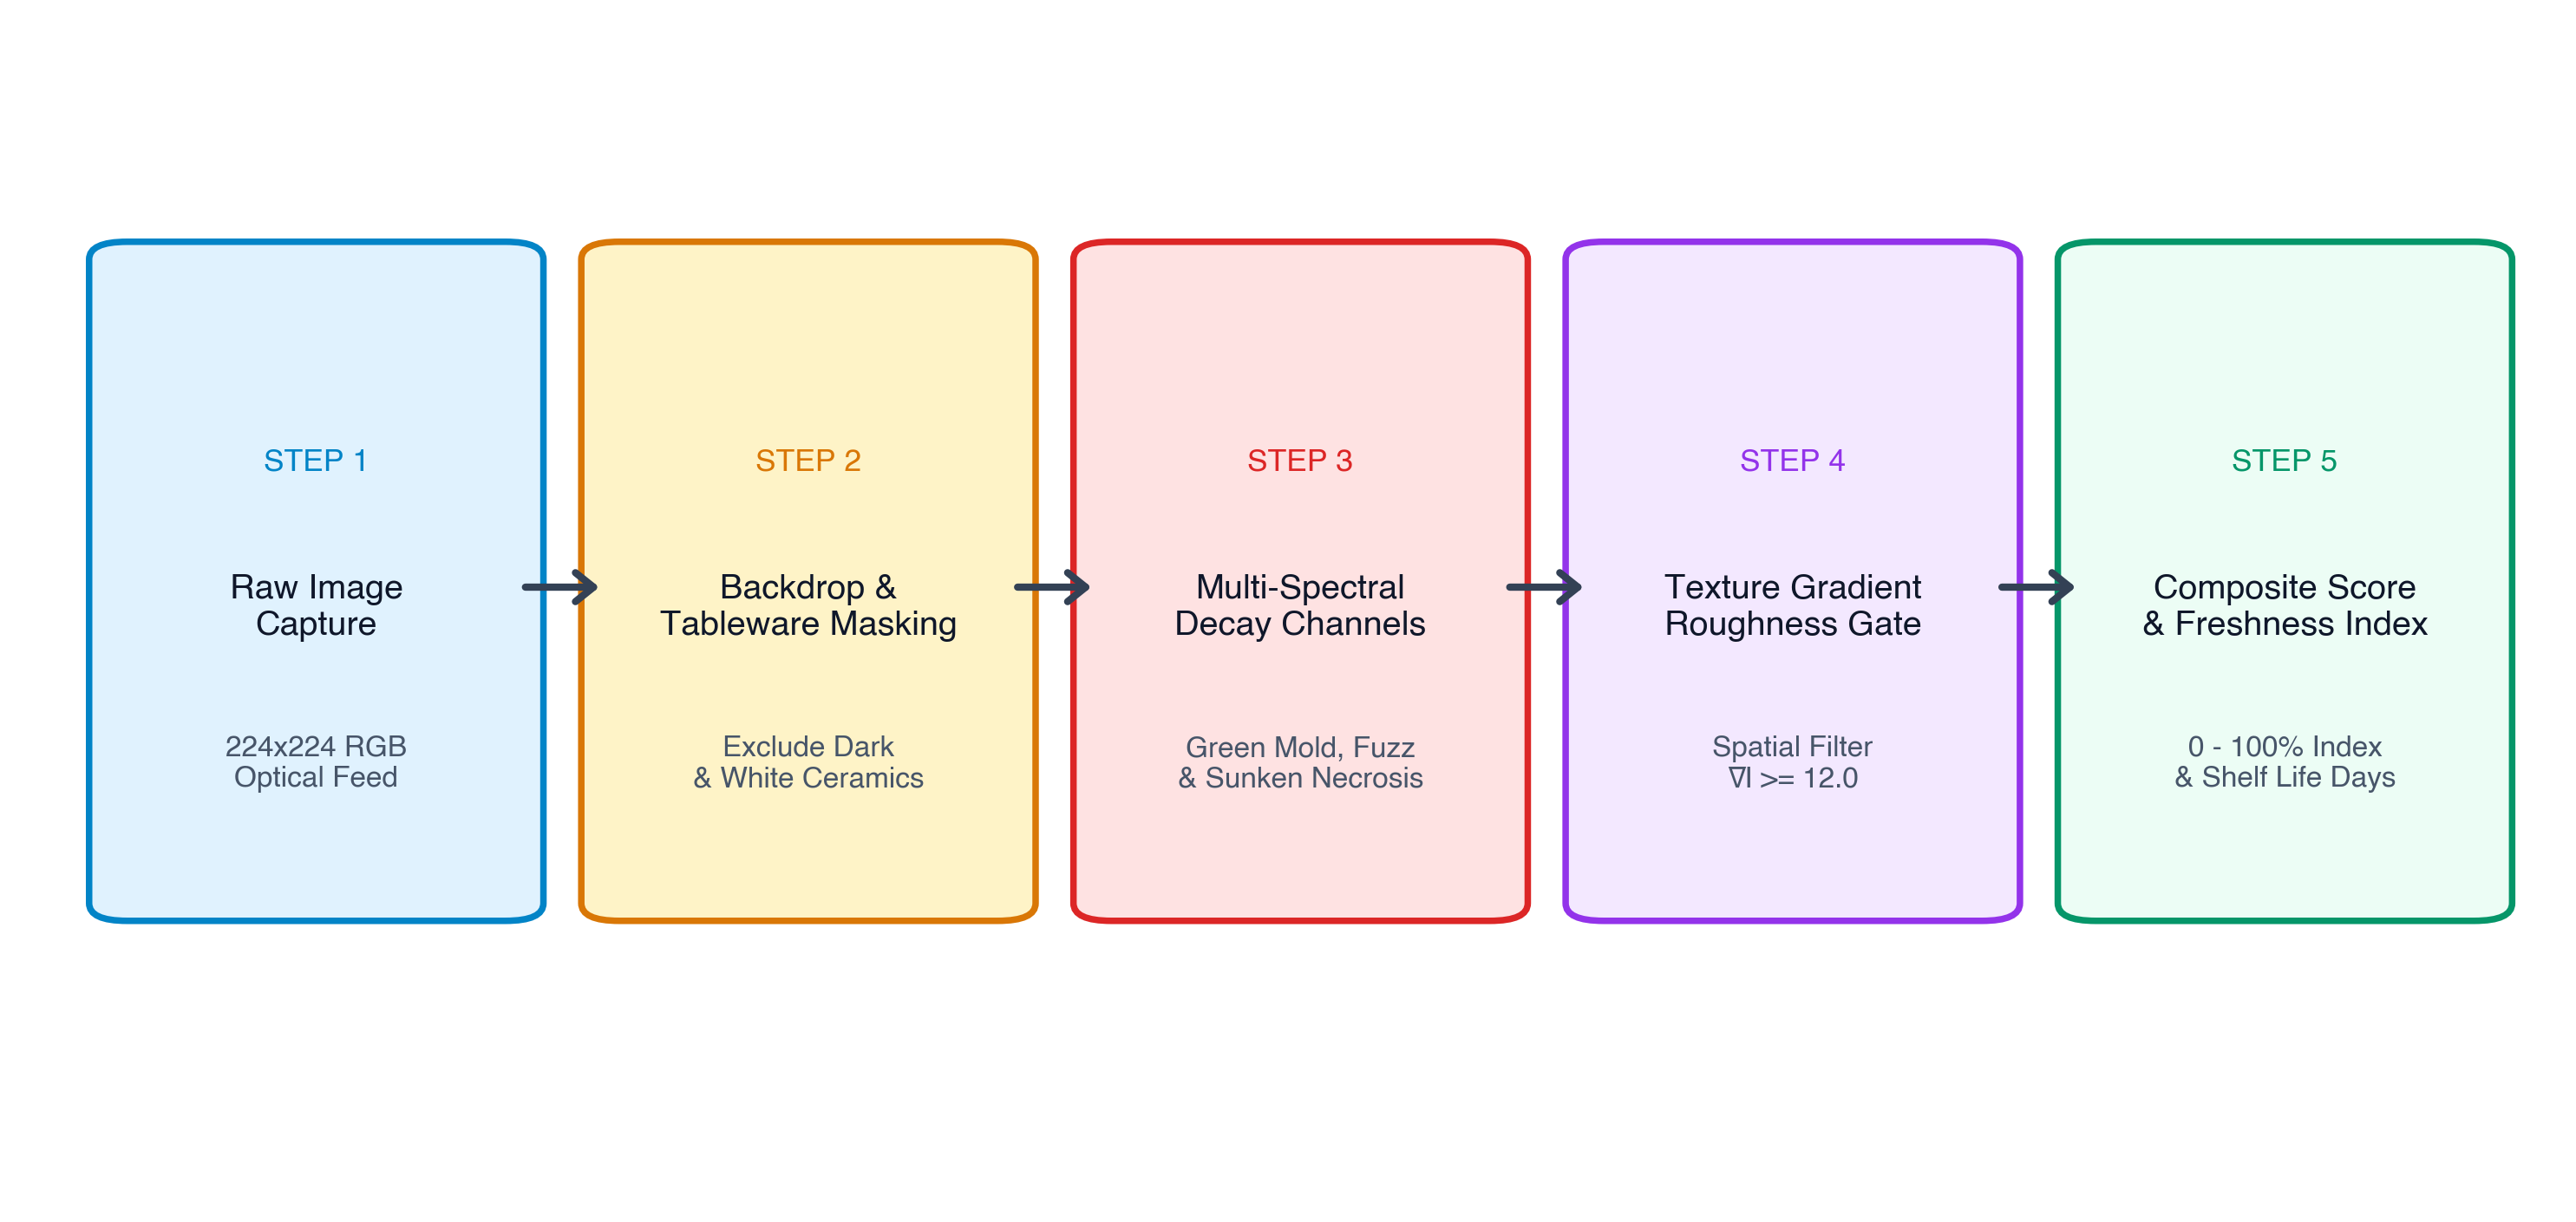 STEP 1
Raw Image
Capture
224x224 RGB
Optical Feed
STEP 2
Backdrop &
Tableware Masking
Exclude Dark
& White Ceramics
STEP 3
Multi-Spectral
Decay Channels
Green Mold, Fuzz
& Sunken Necrosis
STEP 4
Texture Gradient
Roughness Gate
Spatial Filter
∇I >= 12.0
STEP 5
Composite Score
& Freshness Index
0 - 100% Index
& Shelf Life Days